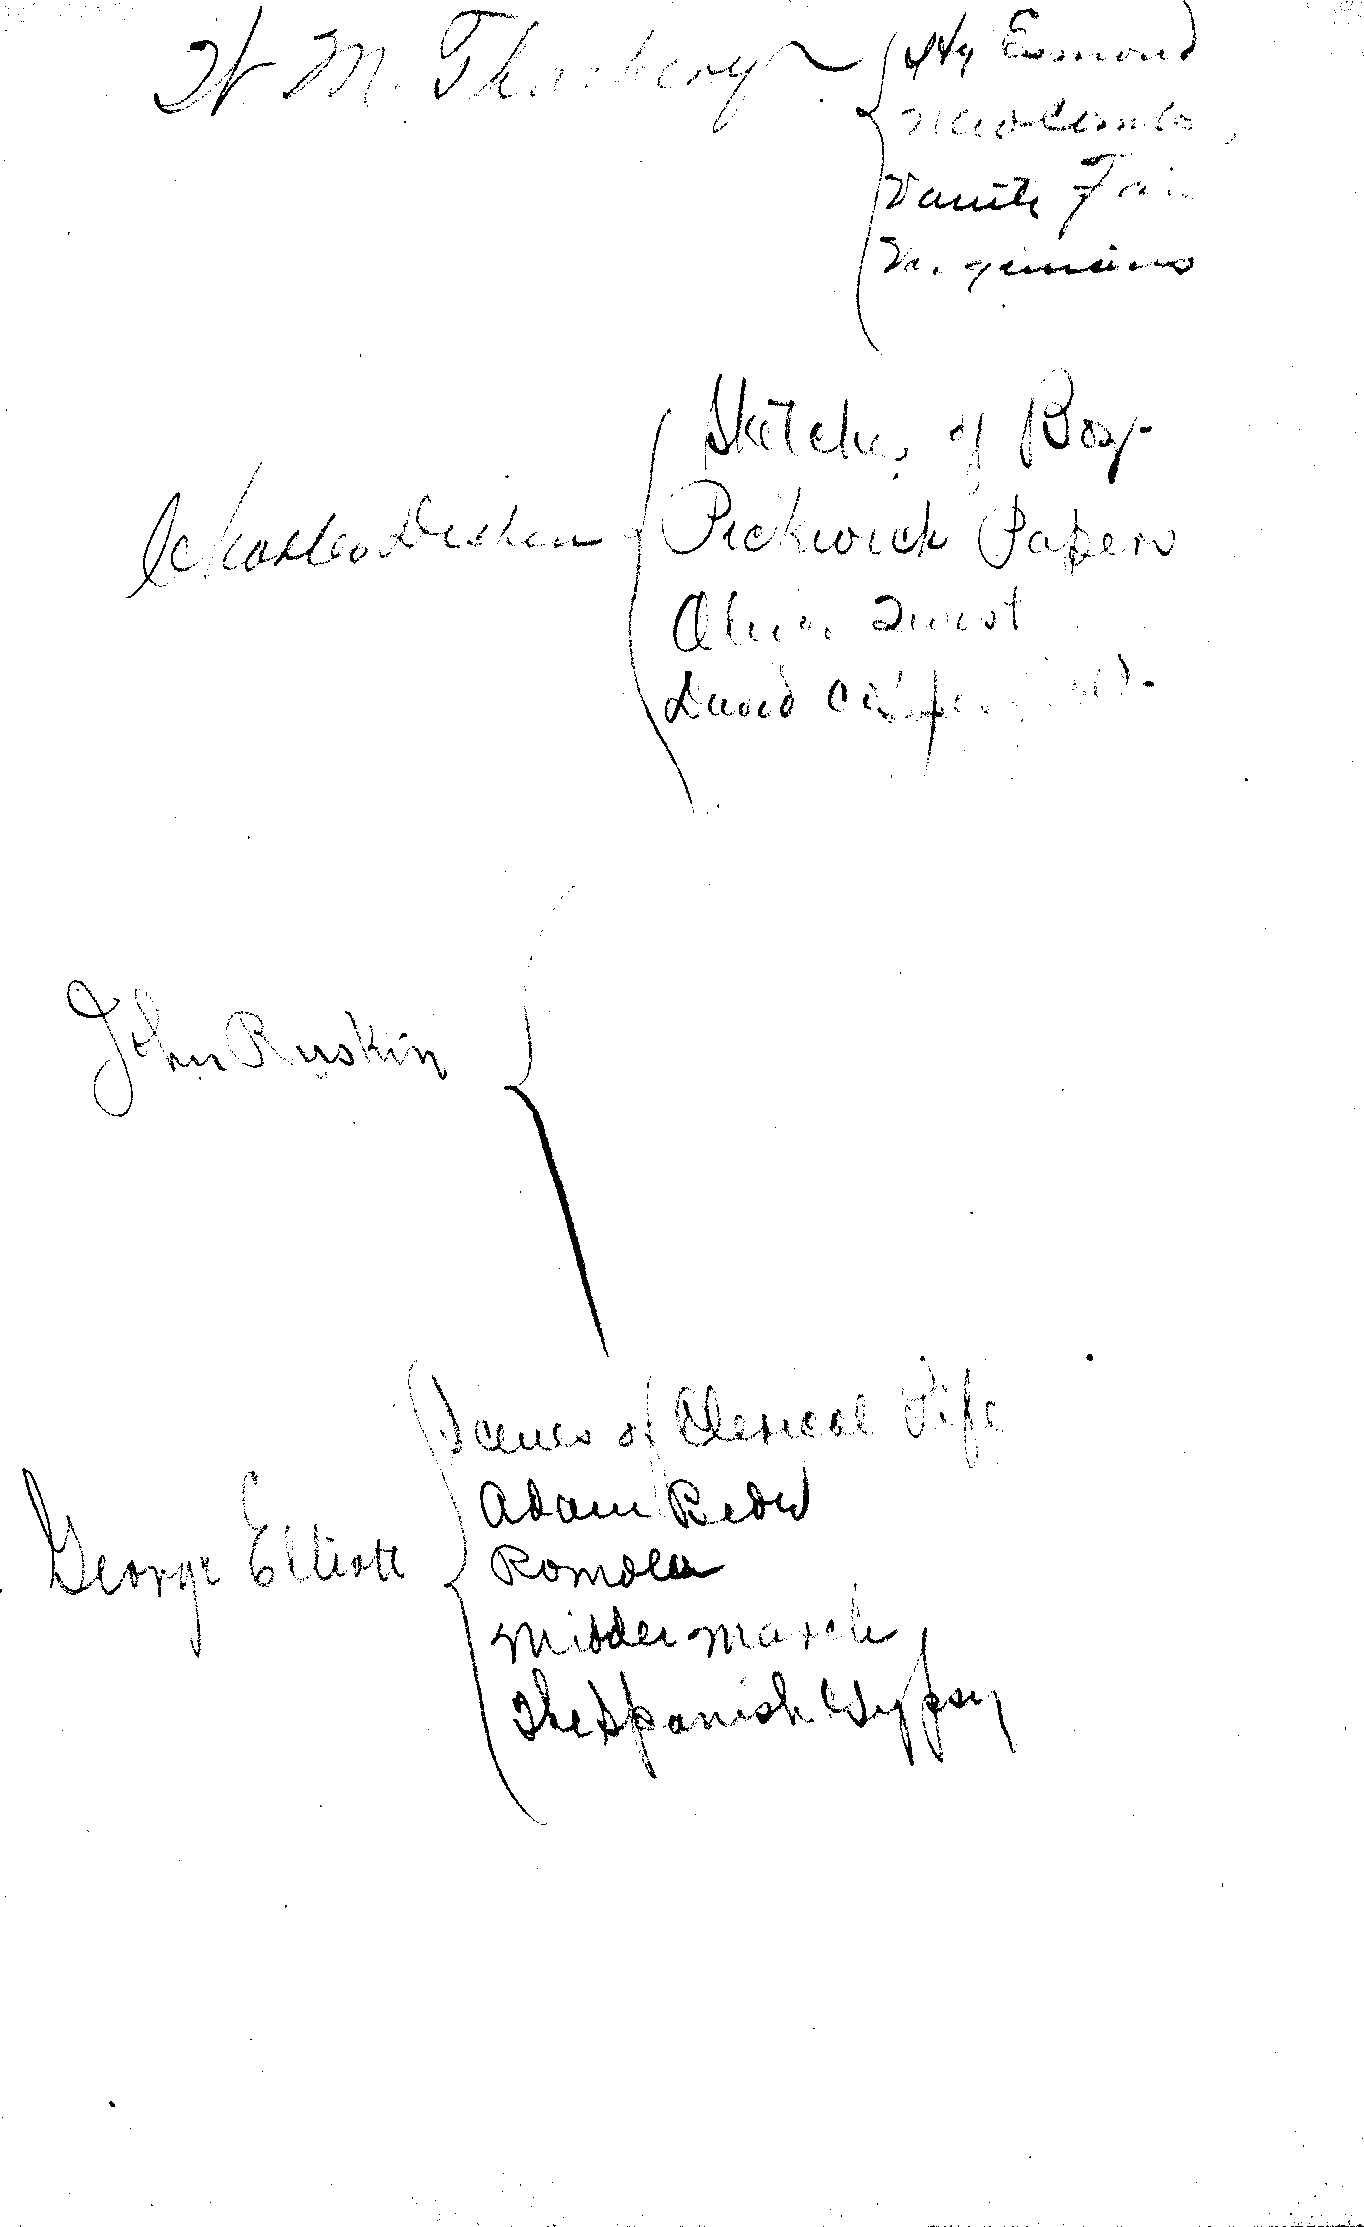 W. M. Thackery
Hy Esmond
Newcombs,
Vanity Fair
Virginians
Charles Dicken
Sketches of Boz-
Pickwick Papers
Oliver Twist
David Copperfield-
John Ruskin
George Elliott
Scenes of Clerical Life
Adam Bede
Romola
Middlemarch
The Spanish Gypsy